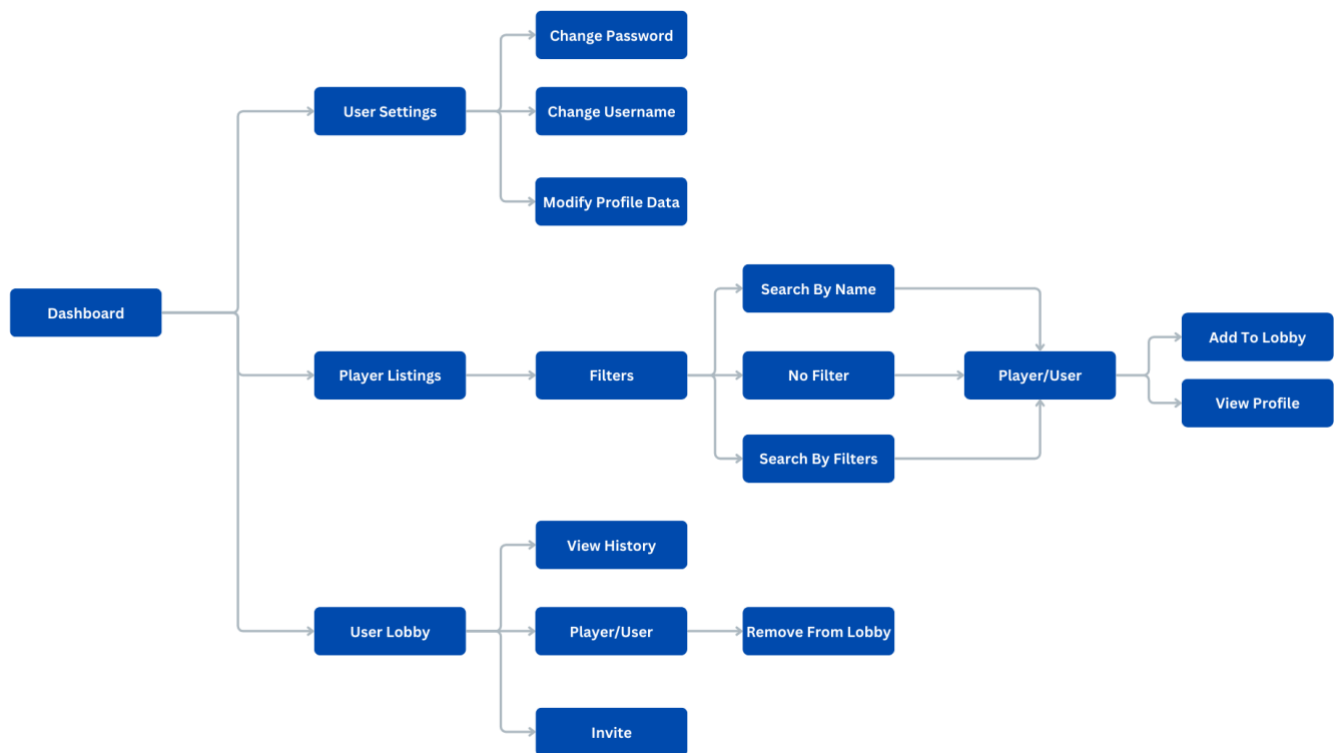 Change Password
User Settings
Change Username
Modify Profile Data
Dashboard
Search By Name
Add To Lobby
Player Listings
Filters
No Filter
Player/User
View Profile
Search By Filters
View History
User Lobby
Player/User
Remove From Lobby
Invite